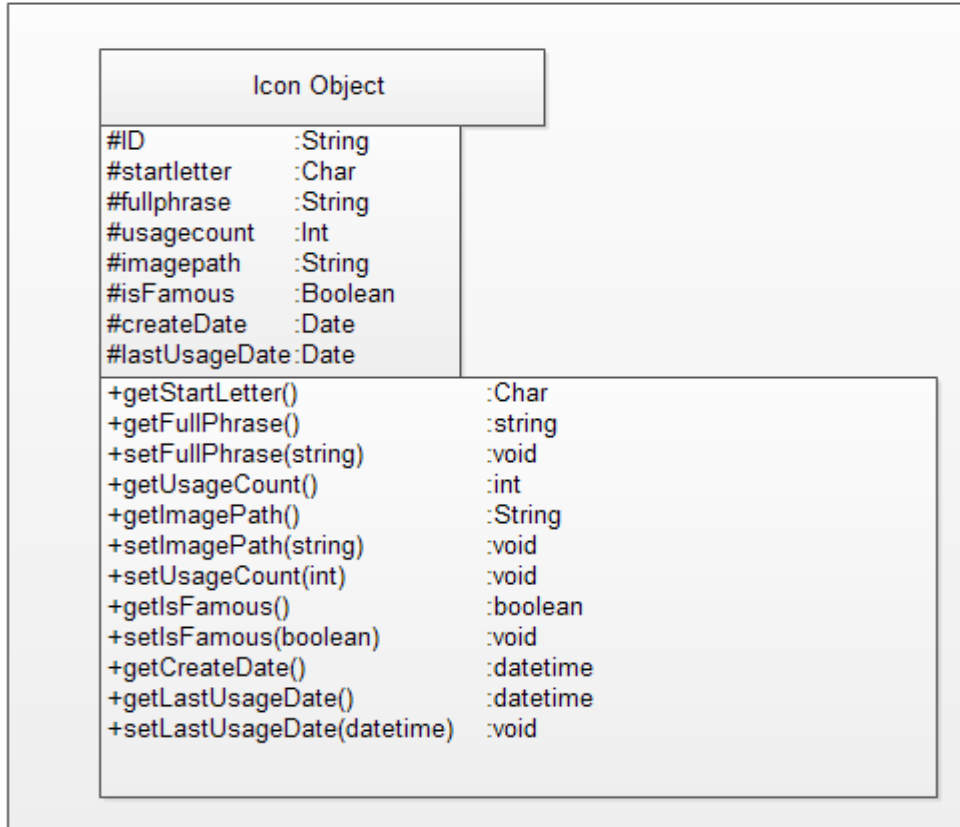 Icon Object
#ID :String
#startletter :Char
#fullphrase :String
#usagecount :Int
#imagepath :String
#isFamous :Boolean
#createDate :Date
#lastUsageDate:Date
+getStartLetter() :Char
+getFullPhrase() :string
+setFullPhrase(string) :void
+getUsageCount() :int
+getImagePath() :String
+setImagePath(string) :void
+setUsageCount(int) :void
+getIsFamous() :boolean
+setIsFamous(boolean) :void
+getCreateDate() :datetime
+getLastUsageDate() :datetime
+setLastUsageDate(datetime) :void